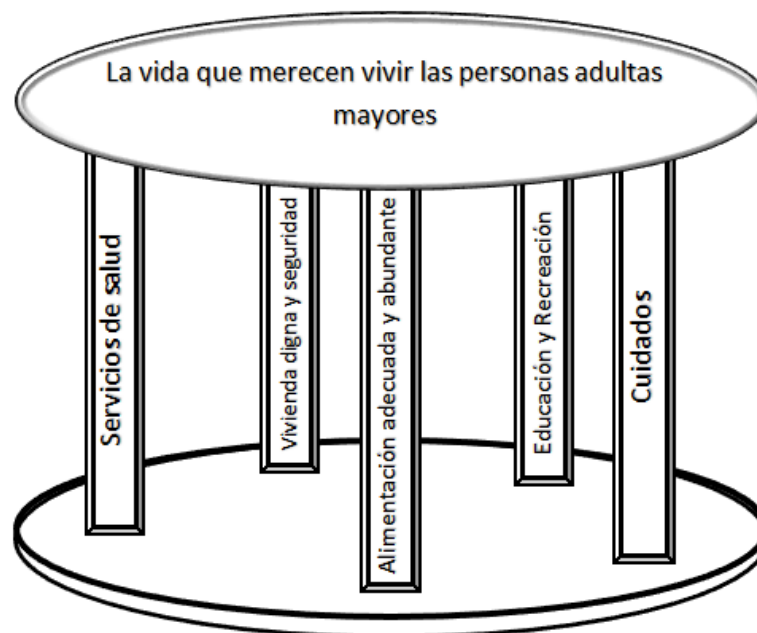 La vida que merecen vivir las personas adultas
mayores
Servicios de salud
Vivienda digna y seguridad
Alimentación adecuada y abundante
Educación y Recreación
Cuidados